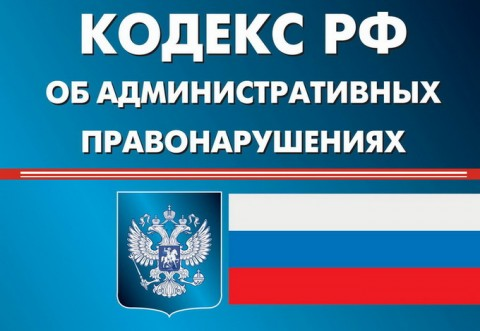 КОДЕКС РФ
ОБ АДМИНИСТРАТИВНЫХ
ПРАВОНАРУШЕНИЯХ